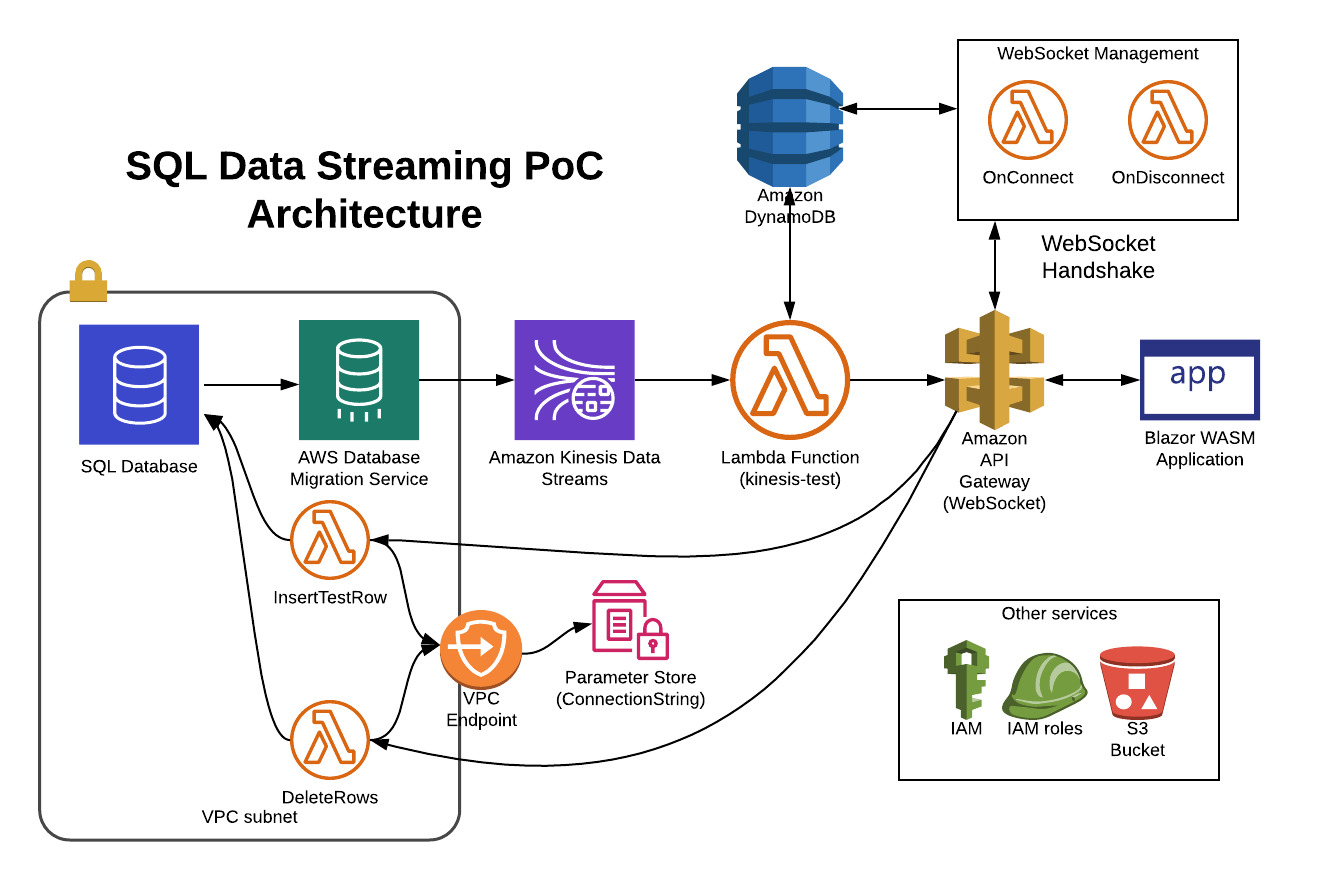 SQL Data Streaming PoC
Architecture
WebSocket Management
OnConnect
OnDisconnect
Amazon
DynamoDB
WebSocket
Handshake
SQL Database
AWS Database
Migration Service
Amazon Kinesis Data
Streams
Lambda Function
(kinesis-test)
Amazon
API
Gateway
(WebSocket)
app
Blazor WASM
Application
InsertTestRow
VPC
Endpoint
Parameter Store
(ConnectionString)
DeleteRows
VPC subnet
Other services
IAM
IAM roles
S3
Bucket